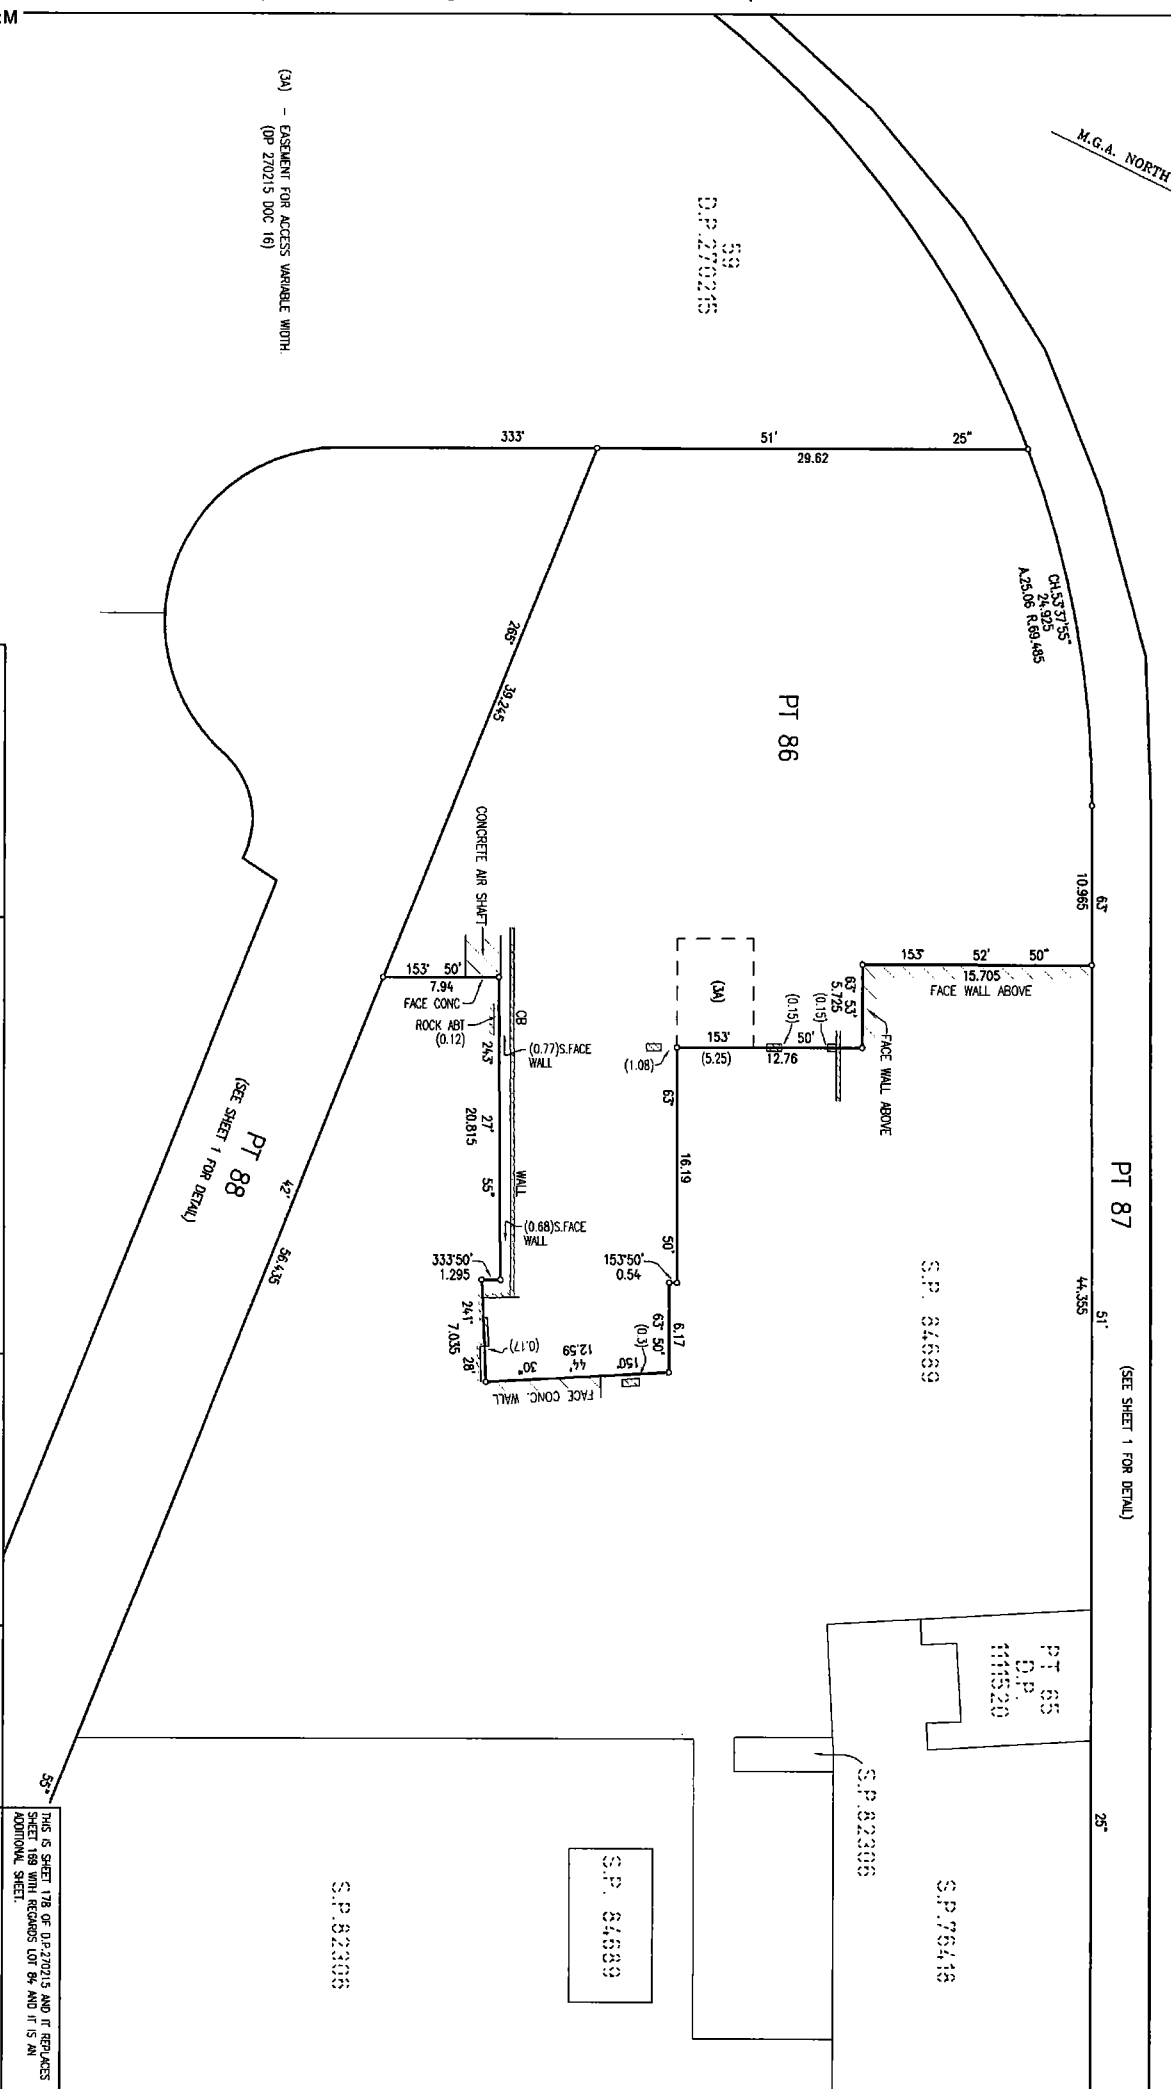 :M
M.G.A. NORTH
(3A) - EASEMENT FOR ACCESS VARIABLE WIDTH.
(DP 270215 DOC 16)
59
D.P.270215
333°
51'
25"
29.62
CH.53°37'55"
24.925
A.25.06 R.69.485
265°
39.245
PT 86
63°
10.965
CONCRETE AIR SHAFT
153° 52' 50"
15.705
FACE WALL ABOVE
63° 53'
5.725
(0.15)
(0.15)
FACE WALL ABOVE
(3A)
153° 50'
7.94
FACE CONC
ROCK ABT
(0.12)
CB
(0.77)S.FACE
WALL
243°
27'
20.815
55"
WALL
(0.68)S.FACE
WALL
153°
50'
(5.25)
12.76
(1.08)
63°
16.19
50'
PT 88
(SEE SHEET 1 FOR DETAIL)
42'
56.435
55"
333°50'
1.295
153°50'
0.54
241°
7.035
28'
(0.17)
6.17
63° 50'
(0.3)
150°
44'
30"
12.59
FACE CONC. WALL
PT 87
(SEE SHEET 1 FOR DETAIL)
44.355
51'
25"
S.P. 84689
PT 65
D.P.
1111520
S.P.82306
S.P.76418
S.P. 84689
S.P.82306
THIS IS SHEET 178 OF D.P.270215 AND IT REPLACES
SHEET 169 WITH REGARDS LOT 84 AND IT IS AN
ADDITIONAL SHEET.